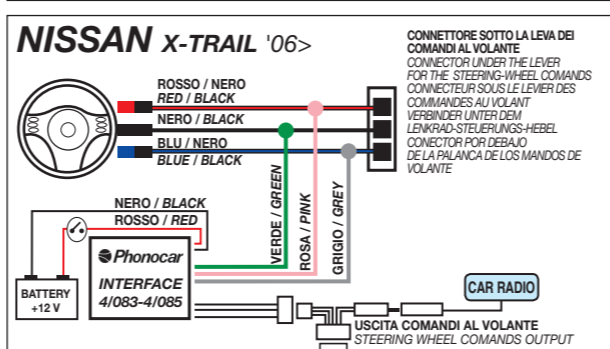 NISSAN X-TRAIL '06>
CONNETTORE SOTTO LA LEVA DEI
COMANDI AL VOLANTE
CONNECTOR UNDER THE LEVER
FOR THE STEERING-WHEEL COMANDS
CONNECTEUR SOUS LE LEVIER DES
COMMANDES AU VOLANT
VERBINDER UNTER DEM
LENKRAD-STEUERUNGS-HEBEL
CONECTOR POR DEBAJO
DE LA PALANCA DE LOS MANDOS DE
VOLANTE
ROSSO / NERO
RED / BLACK
NERO / BLACK
BLU / NERO
BLUE / BLACK
VERDE / GREEN
ROSA / PINK
GRIGIO / GREY
NERO / BLACK
ROSSO / RED
Phonocar
INTERFACE
4/083-4/085
BATTERY
+12 V
CAR RADIO
USCITA COMANDI AL VOLANTE
STEERING WHEEL COMANDS OUTPUT